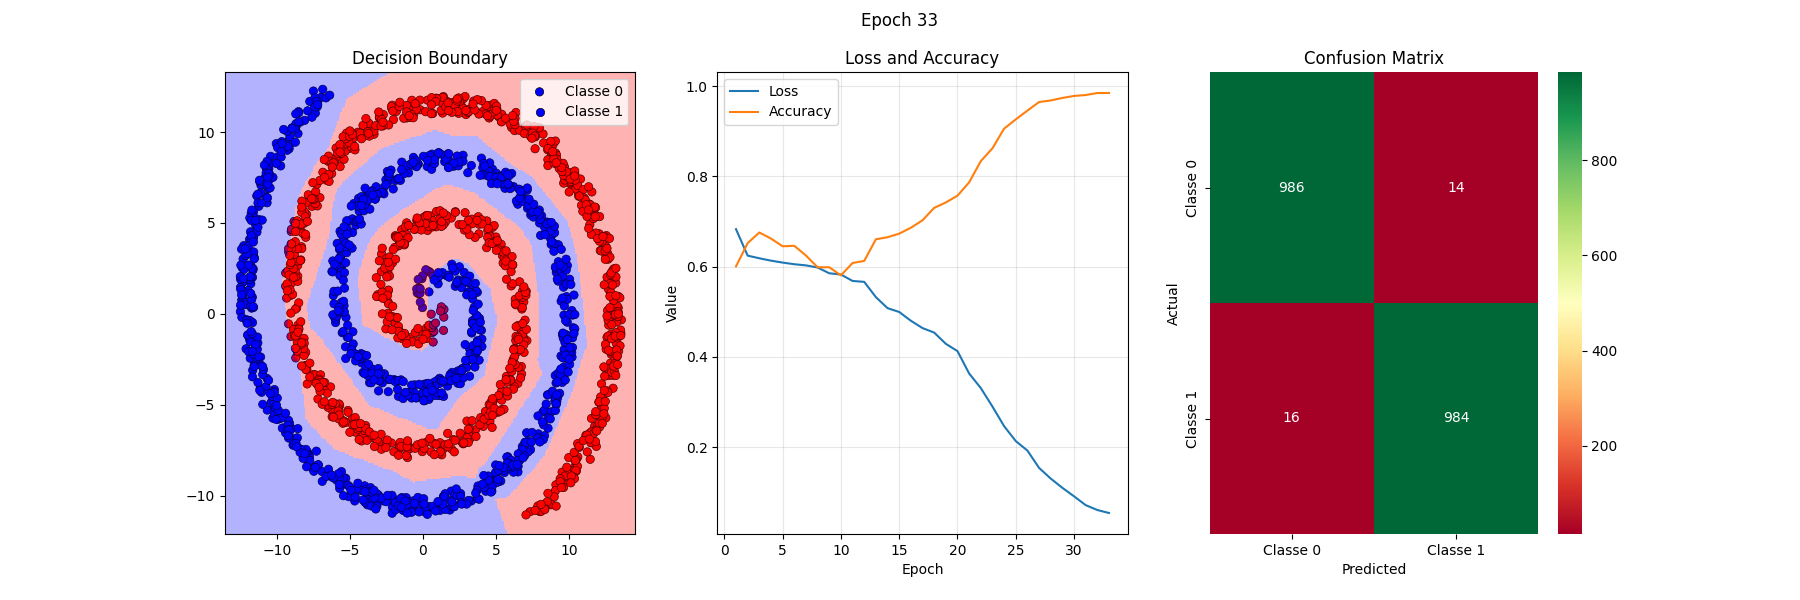 Epoch 33
Decision Boundary
Classe 0
Classe 1
10
5
0
−5
−10
−10 −5 0 5 10
Loss and Accuracy
Loss
Accuracy
Value
1.0
0.8
0.6
0.4
0.2
0 5 10 15 20 25 30
Epoch
Confusion Matrix
Actual
Classe 0
Classe 1
986 14
16 984
Classe 0 Classe 1
Predicted
800
600
400
200